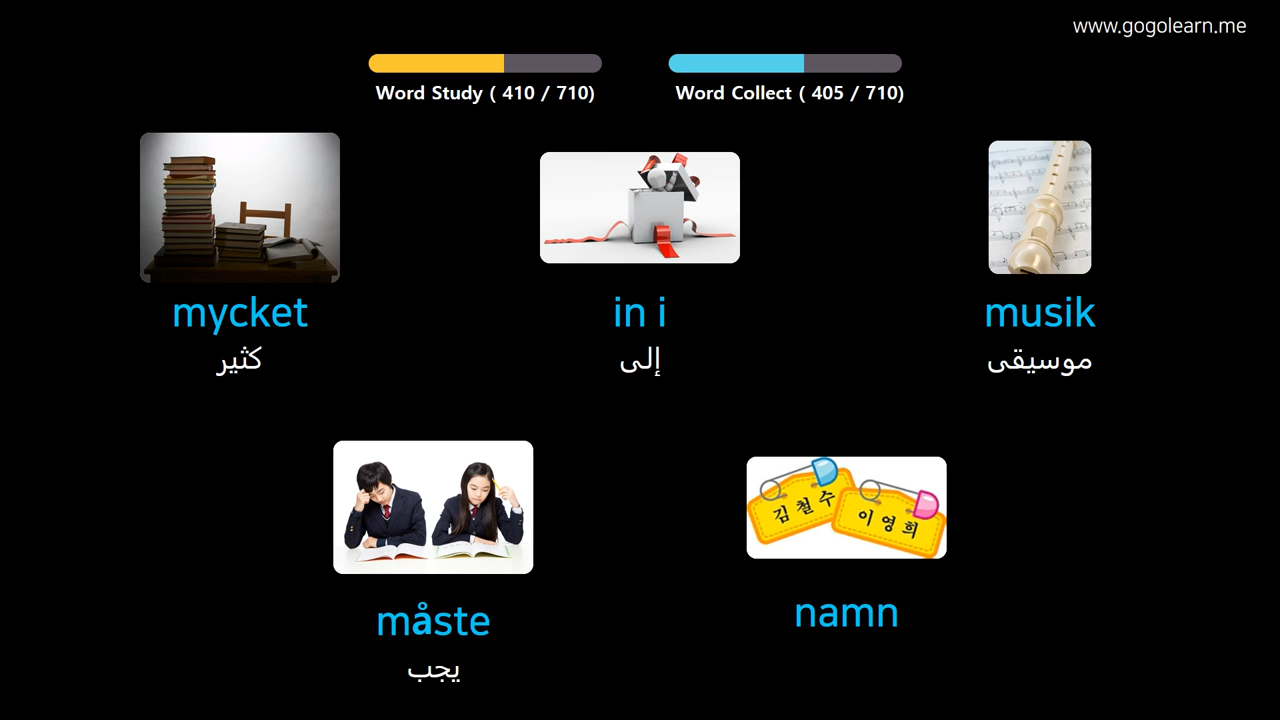 www.gogolearn.me
Word Study ( 410 / 710)
Word Collect ( 405 / 710)
mycket
كثير
in i
إلى
musik
موسيقى
김철수
이영희
måste
يجب
namn